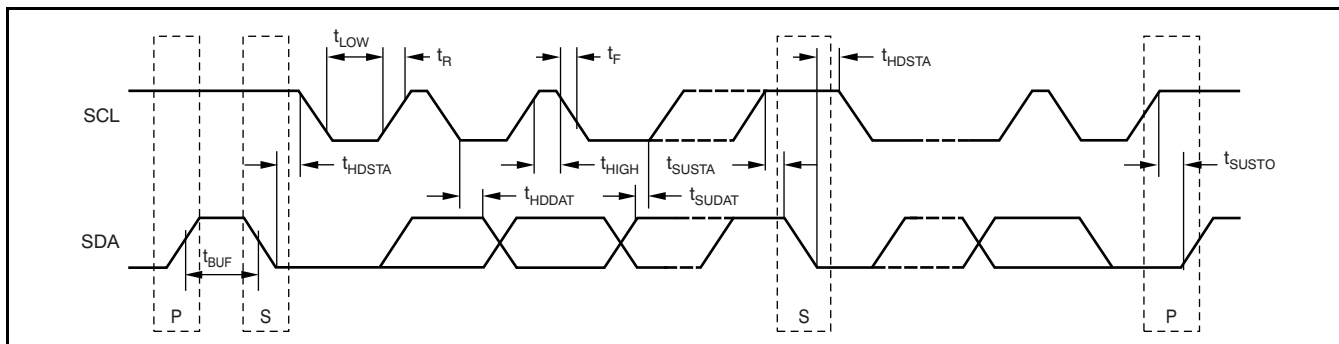 tLOW
tR
tF
tHDSTA
SCL
tHDSTA
tHIGH
tSUSTA
tSUSTO
tHDDAT
tSUDAT
SDA
tBUF
P
S
S
P